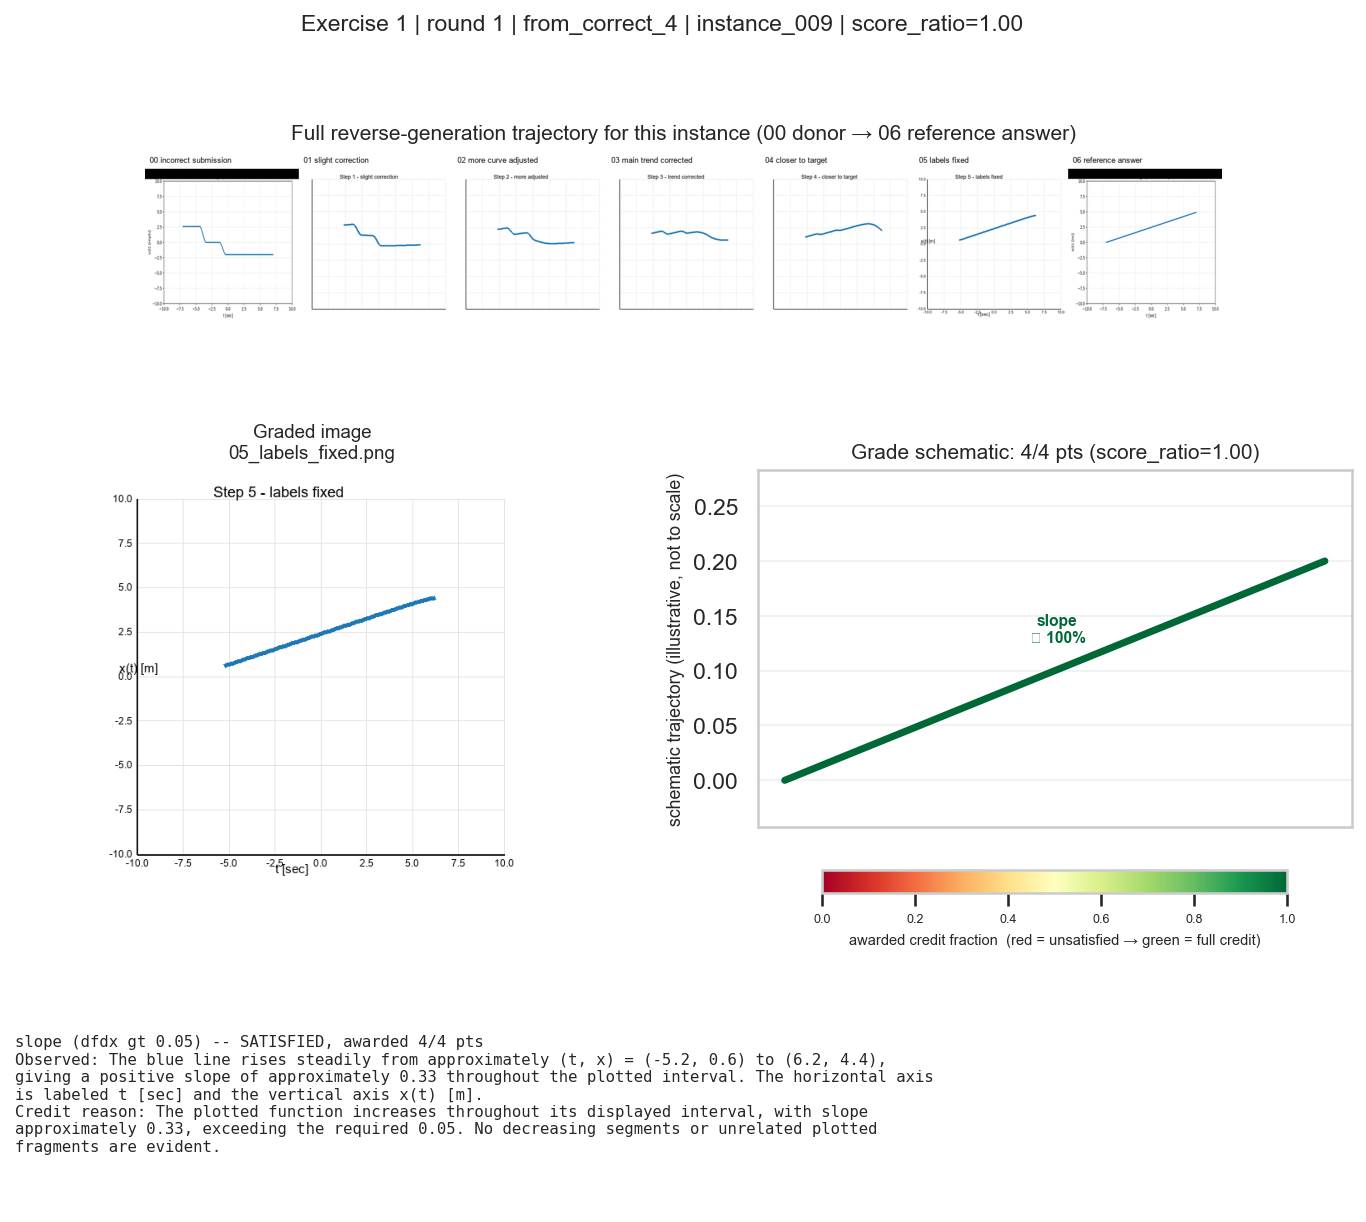 Exercise 1 | round 1 | from_correct_4 | instance_009 | score_ratio=1.00
Full reverse-generation trajectory for this instance (00 donor → 06 reference answer)
00 incorrect submission
01 slight correction
02 more curve adjusted
03 main trend corrected
04 closer to target
05 labels fixed
06 reference answer
Step 1 - slight correction
Step 2 - more adjusted
Step 3 - trend corrected
Step 4 - closer to target
Step 5 - labels fixed
Graded image
05_labels_fixed.png
Step 5 - labels fixed
10.0
7.5
5.0
2.5
x(t) [m]
0.0
-2.5
-5.0
-7.5
-10.0
-10.0 -7.5 -5.0 -2.5 0.0 2.5 5.0 7.5 10.0
t [sec]
Grade schematic: 4/4 pts (score_ratio=1.00)
schematic trajectory (illustrative, not to scale)
0.25
0.20
0.15
0.10
0.05
0.00
slope
100%
0.0 0.2 0.4 0.6 0.8 1.0
awarded credit fraction (red = unsatisfied → green = full credit)
slope (dfdx gt 0.05) -- SATISFIED, awarded 4/4 pts
Observed: The blue line rises steadily from approximately (t, x) = (-5.2, 0.6) to (6.2, 4.4),
giving a positive slope of approximately 0.33 throughout the plotted interval. The horizontal axis
is labeled t [sec] and the vertical axis x(t) [m].
Credit reason: The plotted function increases throughout its displayed interval, with slope
approximately 0.33, exceeding the required 0.05. No decreasing segments or unrelated plotted
fragments are evident.